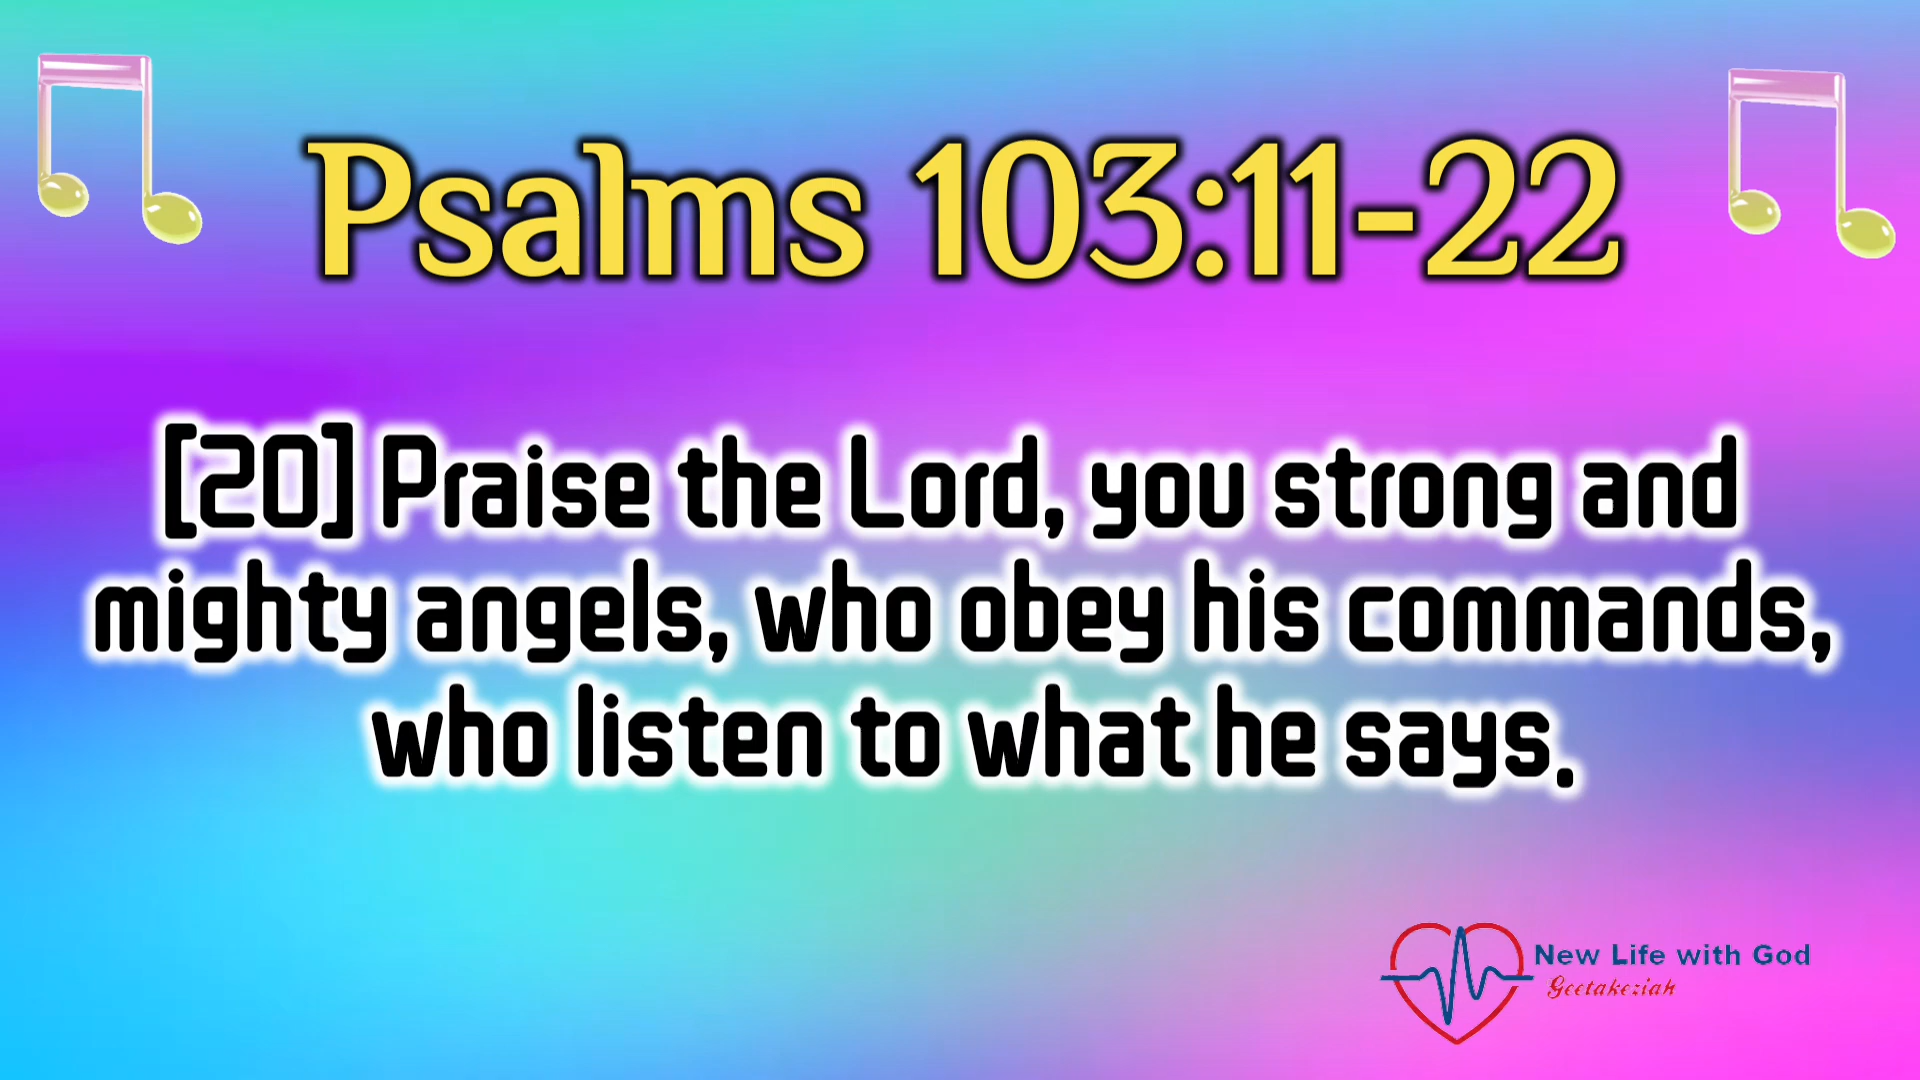 Psalms 103:11-22
[20] Praise the Lord, you strong and
mighty angels, who obey his commands,
who listen to what he says.
New Life with God
Geetakeziah